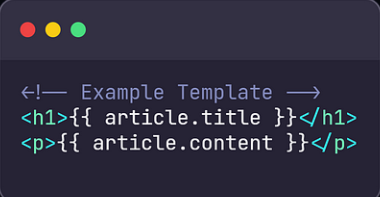 <!-- Example Template -->
<h1>{{ article.title }}</h1>
<p>{{ article.content }}</p>